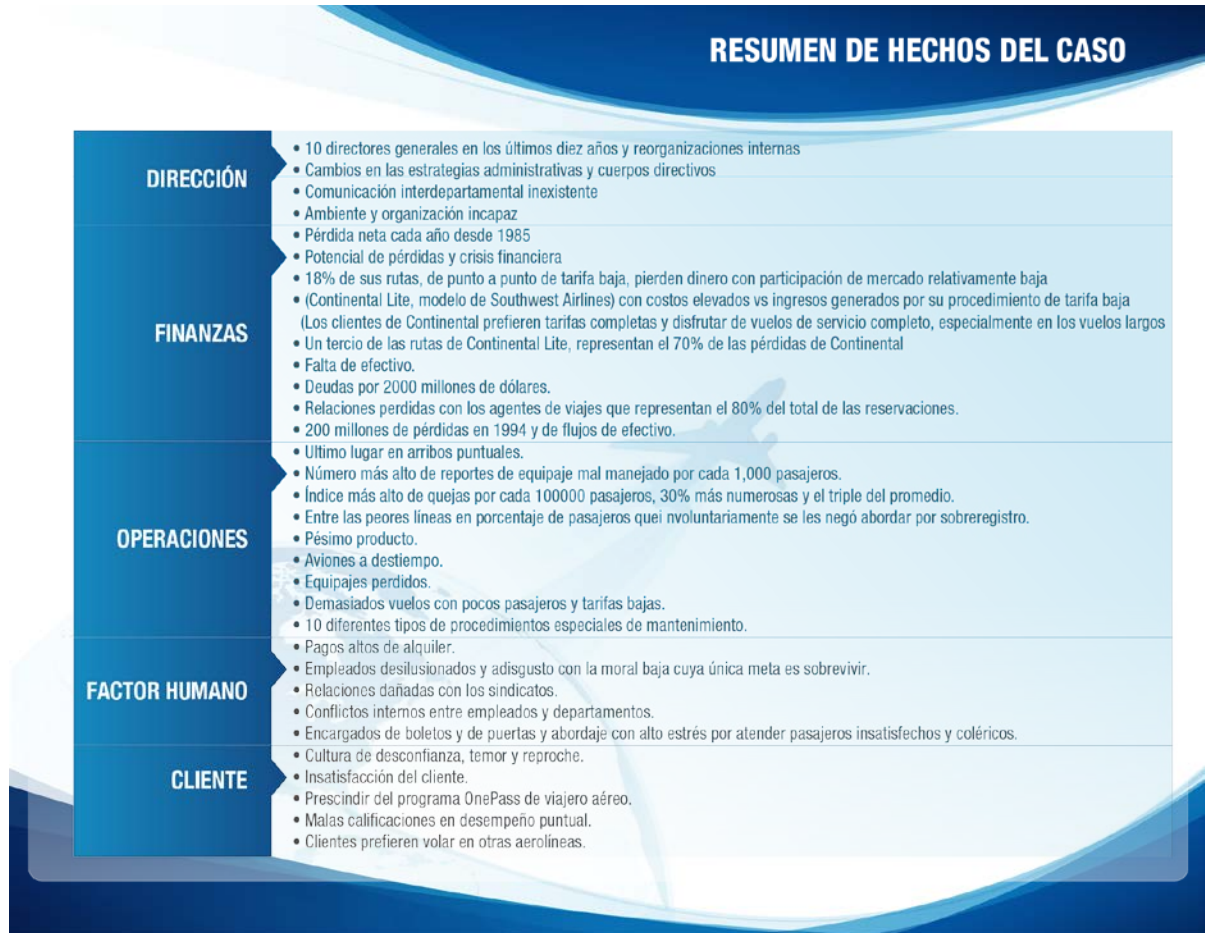 RESUMEN DE HECHOS DEL CASO
DIRECCIÓN
• 10 directores generales en los últimos diez años y reorganizaciones internas
• Cambios en las estrategias administrativas y cuerpos directivos
• Comunicación interdepartamental inexistente
• Ambiente y organización incapaz
FINANZAS
• Pérdida neta cada año desde 1985
• Potencial de pérdidas y crisis financiera
• 18% de sus rutas, de punto a punto de tarifa baja, pierden dinero con participación de mercado relativamente baja
• (Continental Lite, modelo de Southwest Airlines) con costos elevados vs ingresos generados por su procedimiento de tarifa baja
(Los clientes de Continental prefieren tarifas completas y disfrutar de vuelos de servicio completo, especialmente en los vuelos largos
• Un tercio de las rutas de Continental Lite, representan el 70% de las pérdidas de Continental
• Falta de efectivo.
• Deudas por 2000 millones de dólares.
• Relaciones perdidas con los agentes de viajes que representan el 80% del total de las reservaciones.
• 200 millones de pérdidas en 1994 y de flujos de efectivo.
OPERACIONES
• Ultimo lugar en arribos puntuales.
• Número más alto de reportes de equipaje mal manejado por cada 1,000 pasajeros.
• Índice más alto de quejas por cada 100000 pasajeros, 30% más numerosas y el triple del promedio.
• Entre las peores líneas en porcentaje de pasajeros quei nvoluntariamente se les negó abordar por sobreregistro.
• Pésimo producto.
• Aviones a destiempo.
• Equipajes perdidos.
• Demasiados vuelos con pocos pasajeros y tarifas bajas.
• 10 diferentes tipos de procedimientos especiales de mantenimiento.
FACTOR HUMANO
• Pagos altos de alquiler.
• Empleados desilusionados y adisgusto con la moral baja cuya única meta es sobrevivir.
• Relaciones dañadas con los sindicatos.
• Conflictos internos entre empleados y departamentos.
• Encargados de boletos y de puertas y abordaje con alto estrés por atender pasajeros insatisfechos y coléricos.
CLIENTE
• Cultura de desconfianza, temor y reproche.
• Insatisfacción del cliente.
• Prescindir del programa OnePass de viajero aéreo.
• Malas calificaciones en desempeño puntual.
• Clientes prefieren volar en otras aerolíneas.